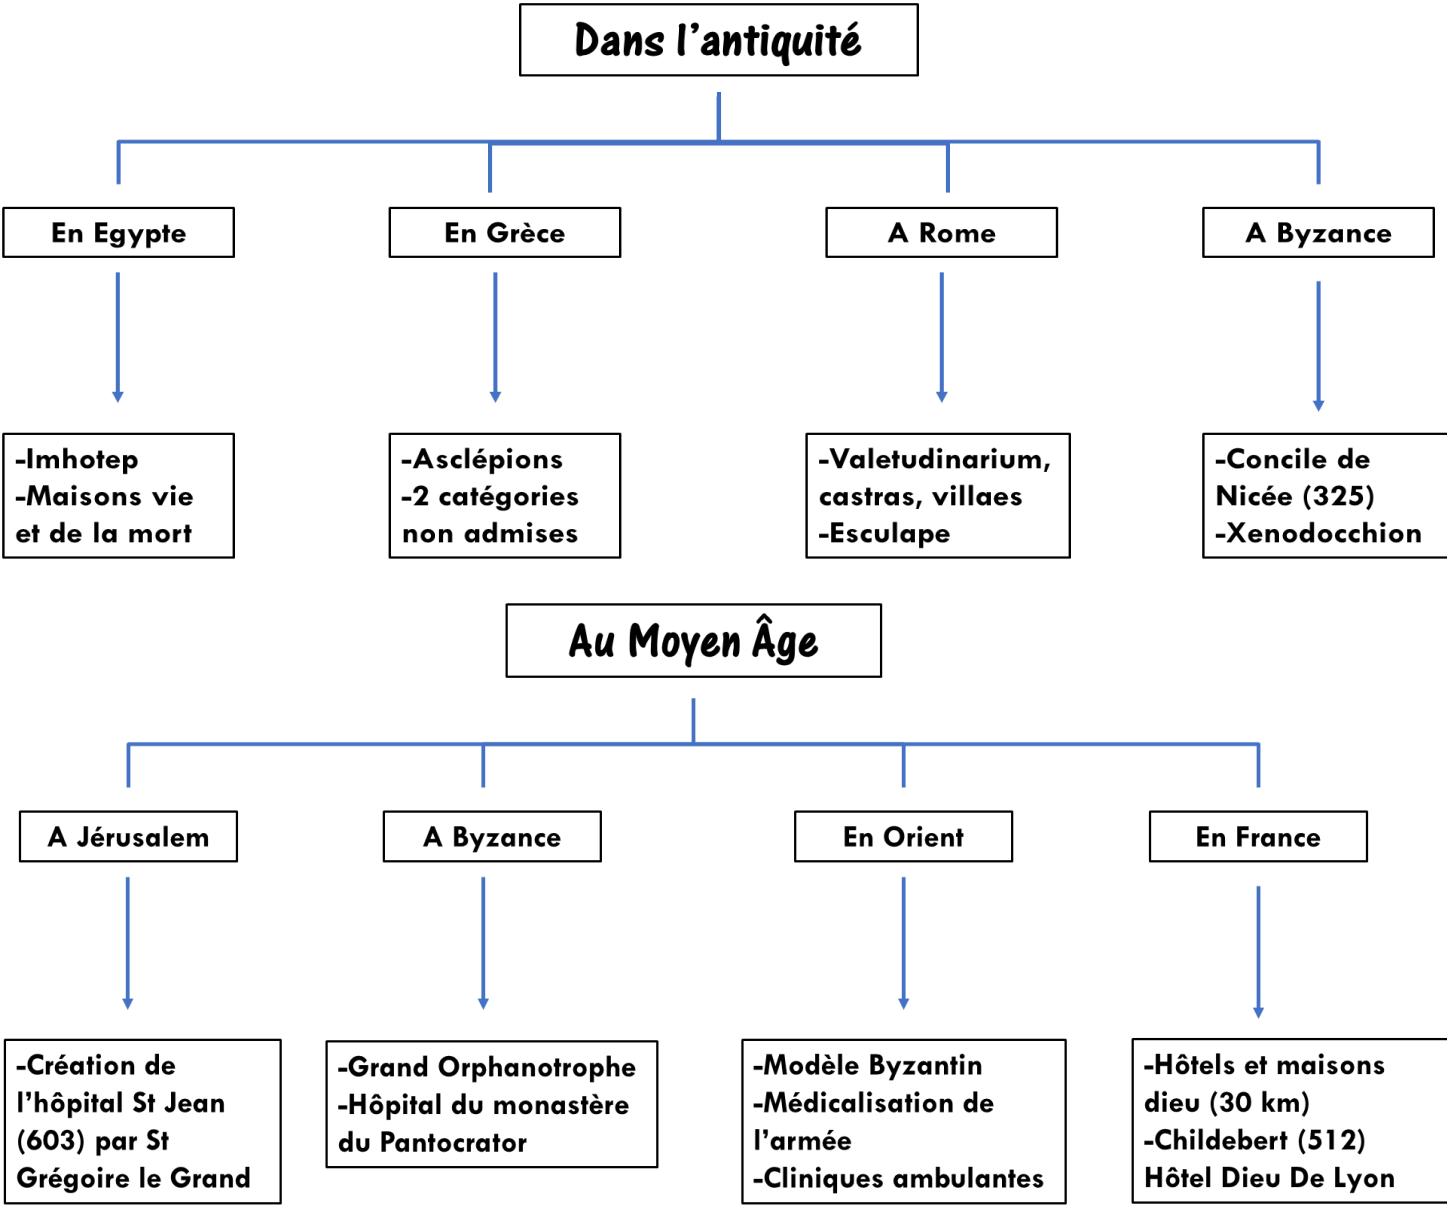 Dans l'antiquité
En Egypte
En Grèce
A Rome
A Byzance
-Imhotep
-Maisons vie
et de la mort
-Asclépions
-2 catégories
non admises
-Valetudinarium,
castras, villaes
-Esculape
-Concile de
Nicée (325)
-Xenodocchion
Au Moyen Âge
A Jérusalem
A Byzance
En Orient
En France
-Création de
l'hôpital St Jean
(603) par St
Grégoire le Grand
-Grand Orphanotrophe
-Hôpital du monastère
du Pantocrator
-Modèle Byzantin
-Médicalisation de
l'armée
-Cliniques ambulantes
-Hôtels et maisons
dieu (30 km)
-Childebert (512)
Hôtel Dieu De Lyon